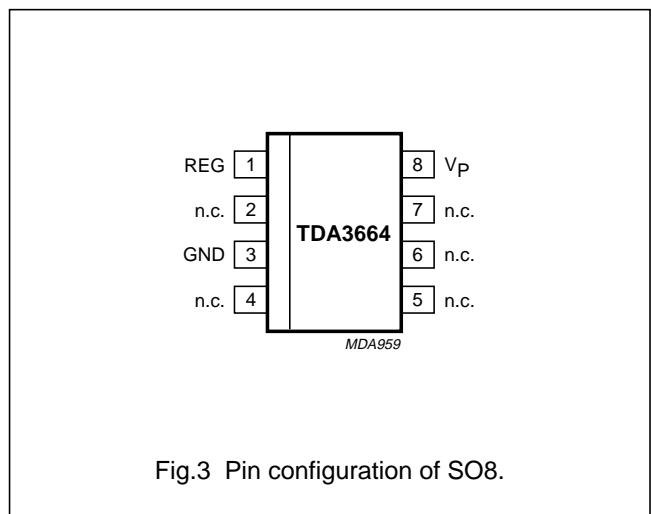 REG 1 8 VP
n.c. 2 7 n.c.
TDA3664
GND 3 6 n.c.
n.c. 4 5 n.c.
MDA959
Fig.3 Pin configuration of SO8.